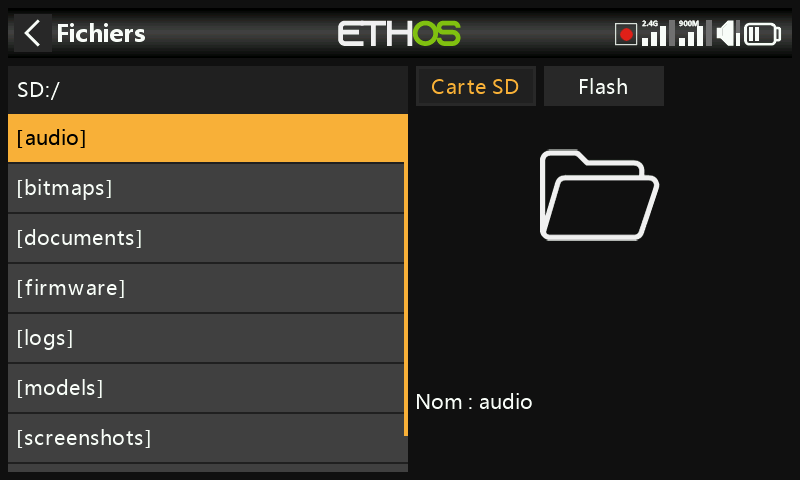 Fichiers
ETHOS
2.4G
900M
SD:/
Carte SD
Flash
[audio]
[bitmaps]
[documents]
[firmware]
[logs]
[models]
[screenshots]
Nom : audio